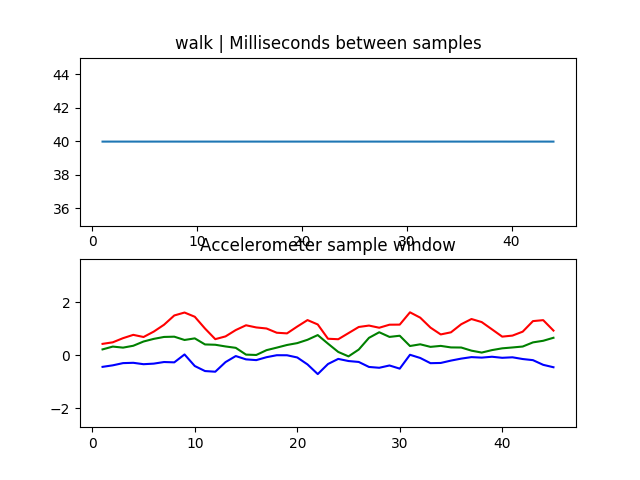 walk | Milliseconds between samples
44
42
40
38
36
0 10 20 30 40
Accelerometer sample window
2
0
−2
0 10 20 30 40